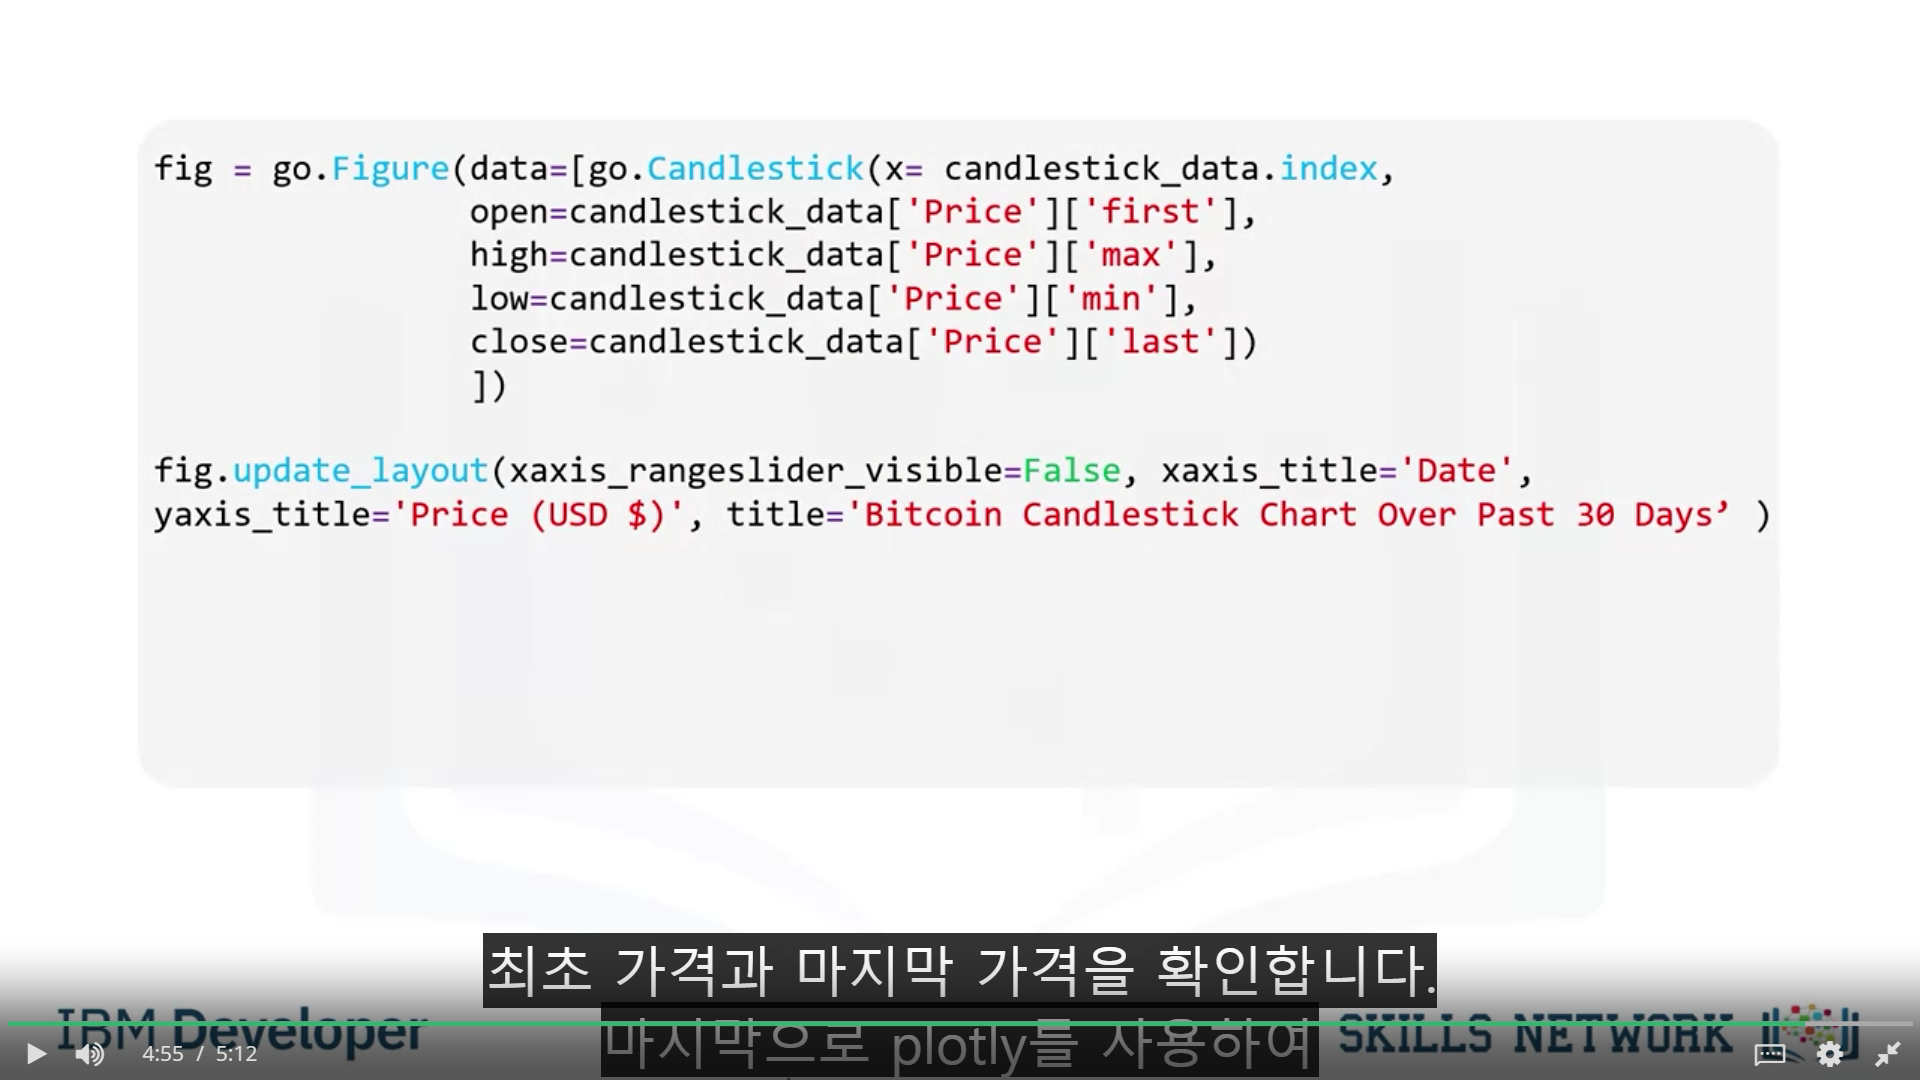 fig = go.Figure(data=[go.Candlestick(x= candlestick_data.index,
open=candlestick_data['Price']['first'],
high=candlestick_data['Price']['max'],
low=candlestick_data['Price']['min'],
close=candlestick_data['Price']['last'])
])
fig.update_layout(xaxis_rangeslider_visible=False, xaxis_title='Date',
yaxis_title='Price (USD $)', title='Bitcoin Candlestick Chart Over Past 30 Days’ )
최초 가격과 마지막 가격을 확인합니다.
마지막으로 plotly를 사용하여
IBM Developer
SKILLS NETWORK
4:55 / 5:12